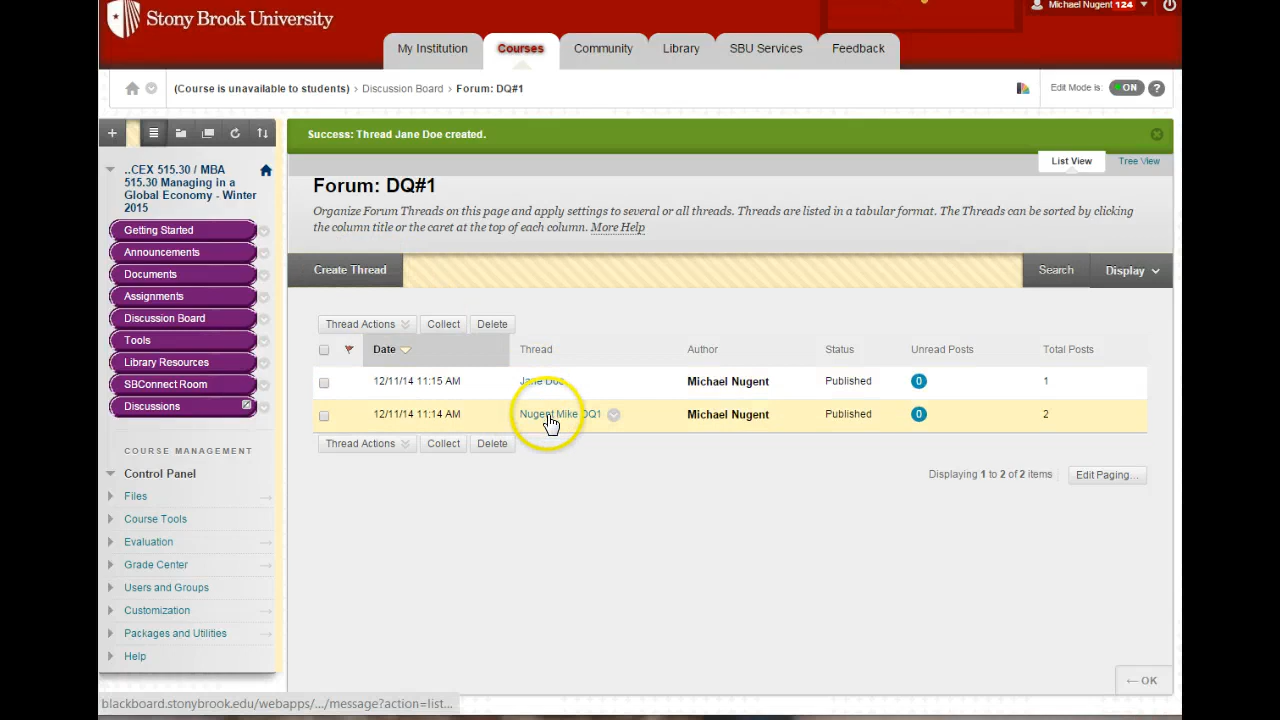 Stony Brook University
Michael Nugent 124
My Institution
Courses
Community
Library
SBU Services
Feedback
(Course is unavailable to students) > Discussion Board > Forum: DQ#1
Edit Mode is: ON ?
Success: Thread Jane Doe created.
List View
Tree View
..CEX 515.30 / MBA
515.30 Managing in a
Global Economy - Winter
2015
Getting Started
Announcements
Documents
Assignments
Discussion Board
Tools
Library Resources
SBConnect Room
Discussions
COURSE MANAGEMENT
Control Panel
Files
Course Tools
Evaluation
Grade Center
Users and Groups
Customization
Packages and Utilities
Help
Forum: DQ#1
Organize Forum Threads on this page and apply settings to several or all threads. Threads are listed in a tabular format. The Threads can be sorted by clicking
the column title or the caret at the top of each column. More Help
Create Thread
Search
Display
Thread Actions
Collect
Delete
Date Thread Author Status Unread Posts Total Posts
12/11/14 11:15 AM Jane Doe Michael Nugent Published 0 1
12/11/14 11:14 AM Nugent Mike DQ1 Michael Nugent Published 0 2
Thread Actions
Collect
Delete
Displaying 1 to 2 of 2 items
Edit Paging...
← OK
blackboard.stonybrook.edu/webapps/.../message?action=list...